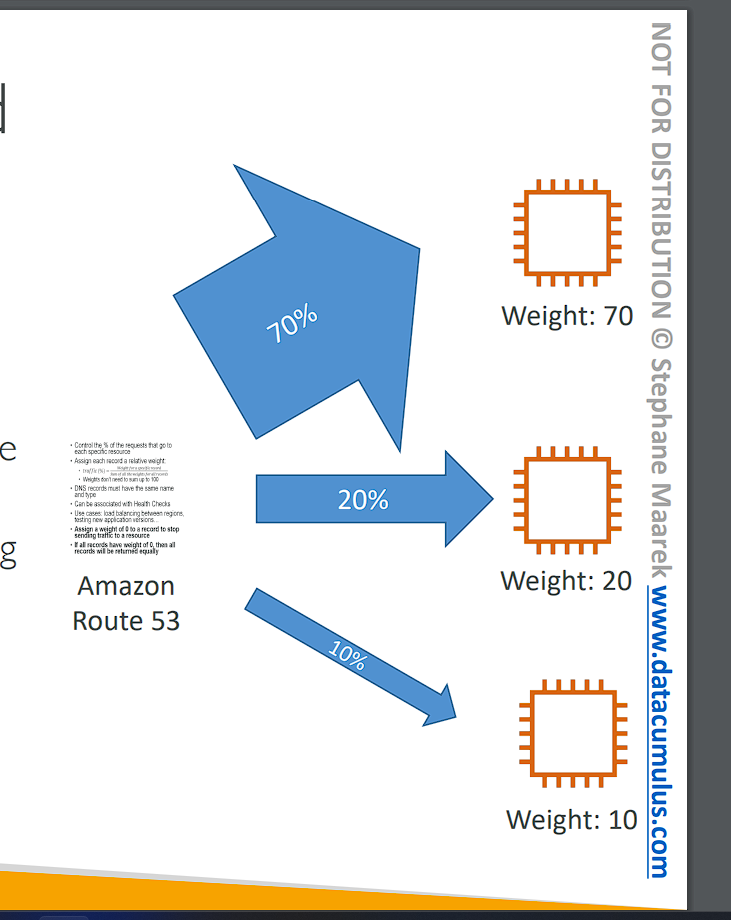 d
e
g
70%
20%
10%
Weight: 70
Weight: 20
Weight: 10
• Control the % of the requests that go to
each specific resource
• Assign each record a relative weight:
• traffic (%) = Weight for a specific record
Sum of all the weights for all records
• Weights don't need to sum up to 100
• DNS records must have the same name
and type
• Can be associated with Health Checks
• Use cases: load balancing between regions,
testing new application versions…
• Assign a weight of 0 to a record to stop
sending traffic to a resource
• If all records have weight of 0, then all
records will be returned equally
Amazon
Route 53
NOT FOR DISTRIBUTION © Stephane Maarek www.datacumulus.com